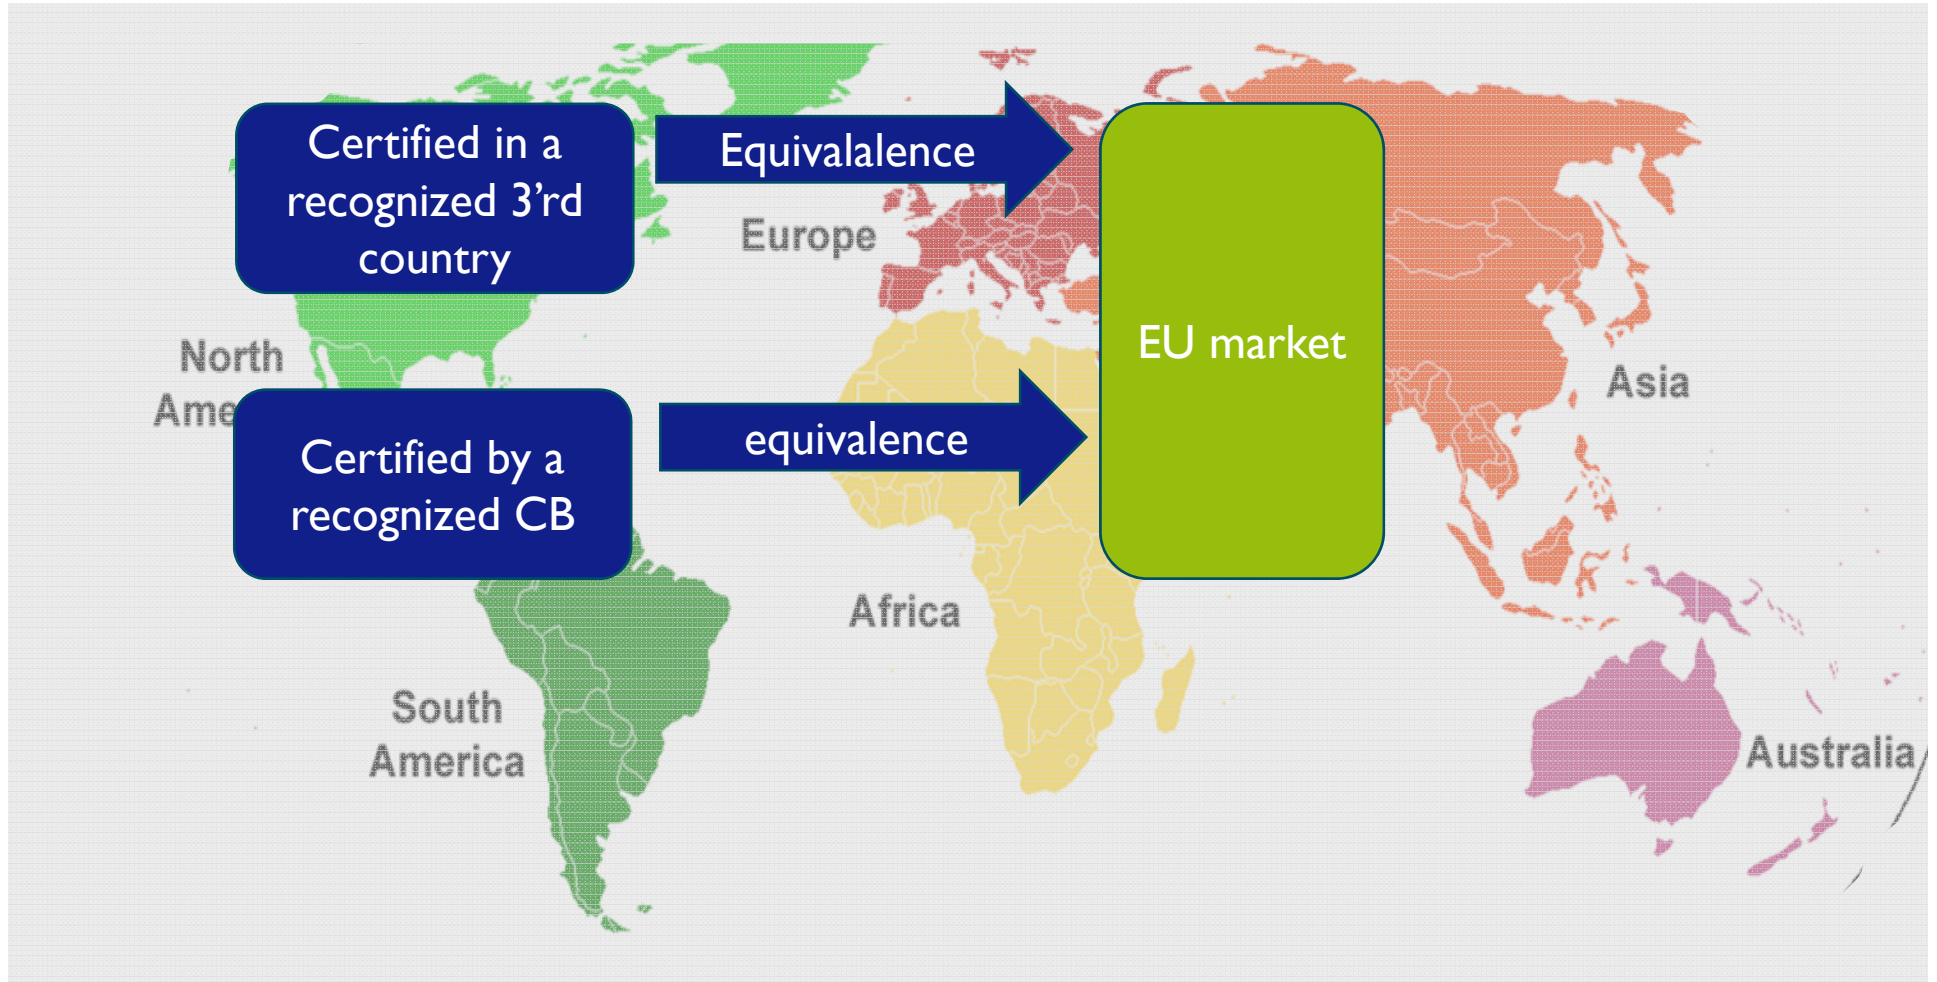 Certified in a
recognized 3’rd
country
Equivalalence
Europe
EU market
North
Ame
Asia
Certified by a
recognized CB
equivalence
Africa
South
America
Australia